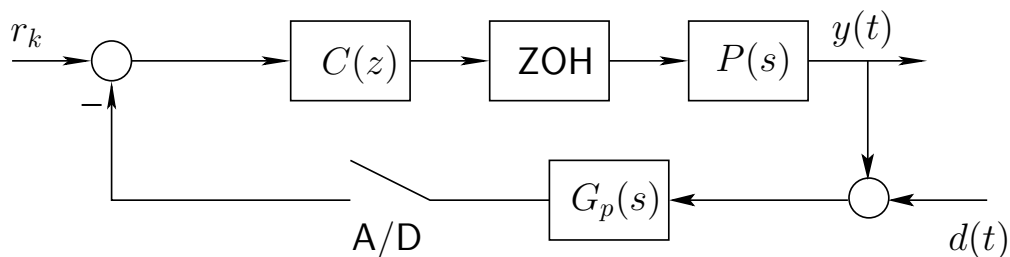 r_k
C(z)
ZOH
P(s)
y(t)
−
G_p(s)
A/D
d(t)